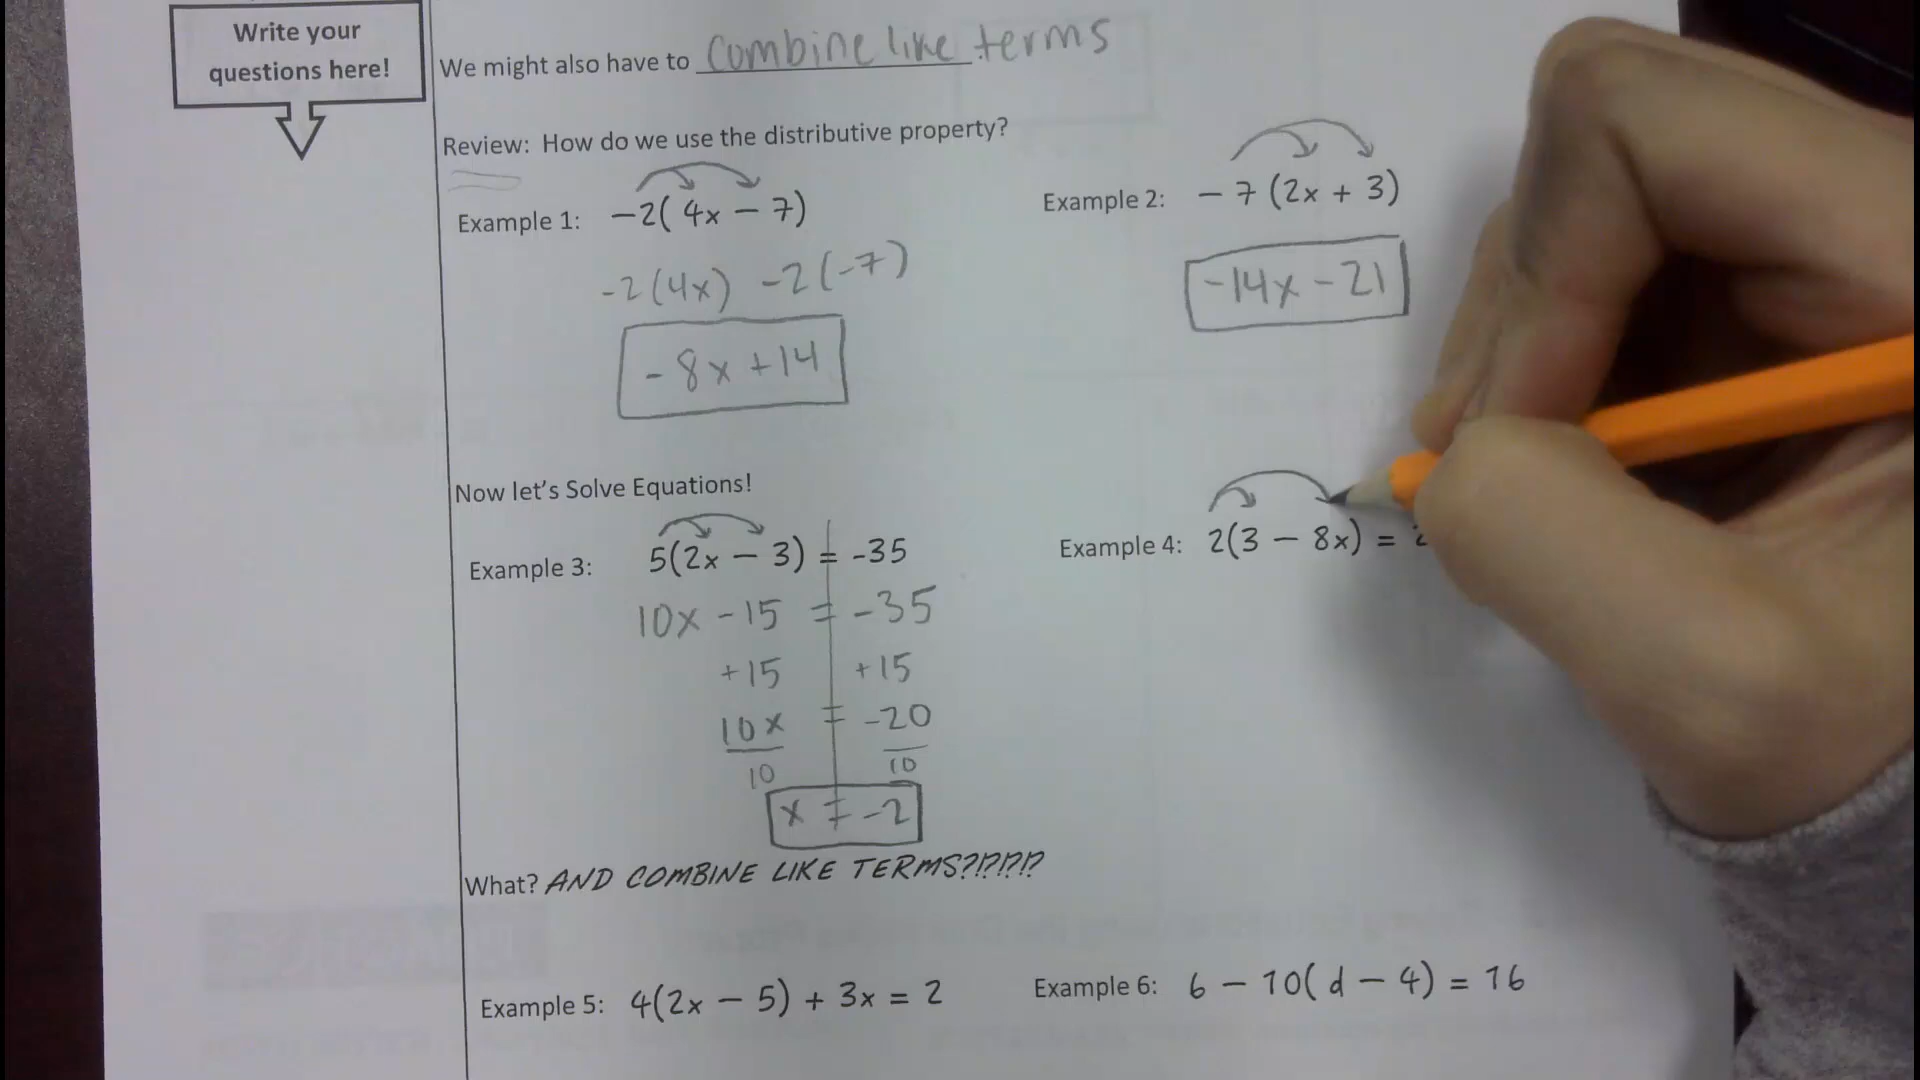 Write your
questions here!
We might also have to combine like terms
Review: How do we use the distributive property?
Example 1: −2(4x − 7)
-2(4x) -2(-7)
-8x+14
Example 2: −7(2x + 3)
-14x-21
Now let's Solve Equations!
Example 3: 5(2x − 3) = -35
10x -15 = -35
+15 +15
10x = -20
10 10
x = -2
Example 4: 2(3 − 8x) =
What? AND COMBINE LIKE TERMS?!?!?!?
Example 5: 4(2x − 5) + 3x = 2
Example 6: 6 − 10(d − 4) = 16